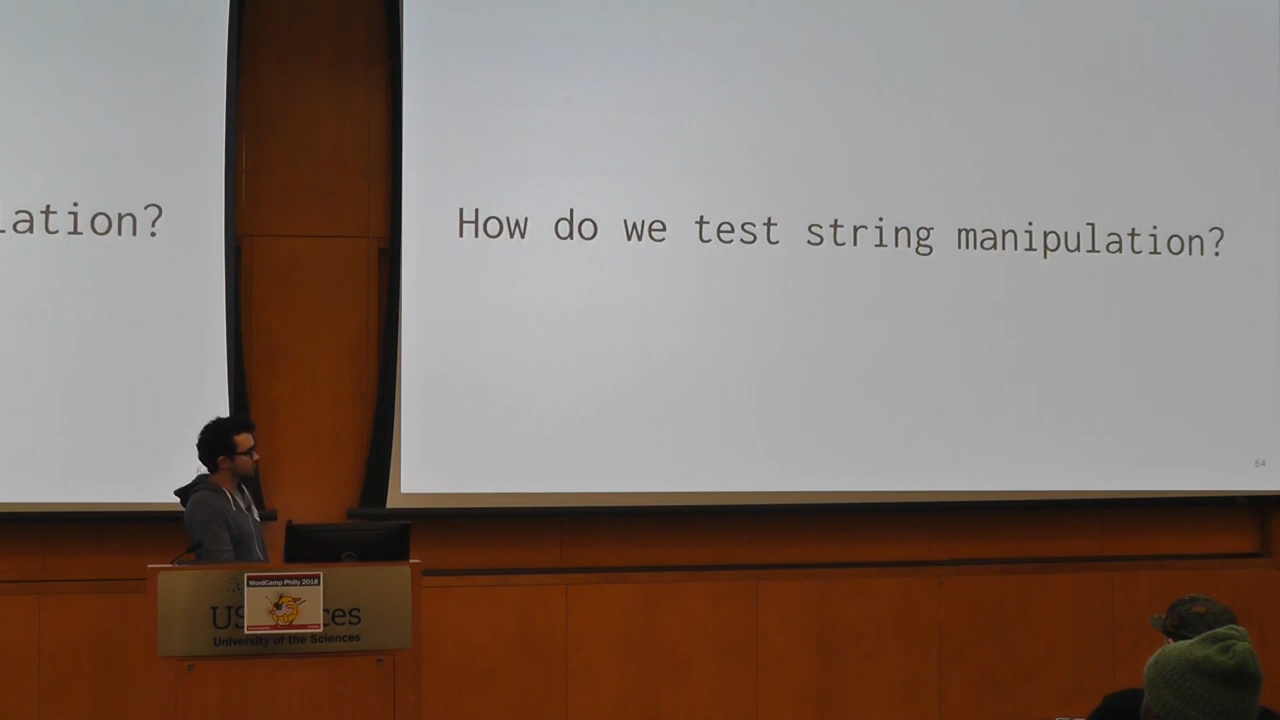 lation?
How do we test string manipulation?
64
WordCamp Philly 2018
US ces
University of the Sciences